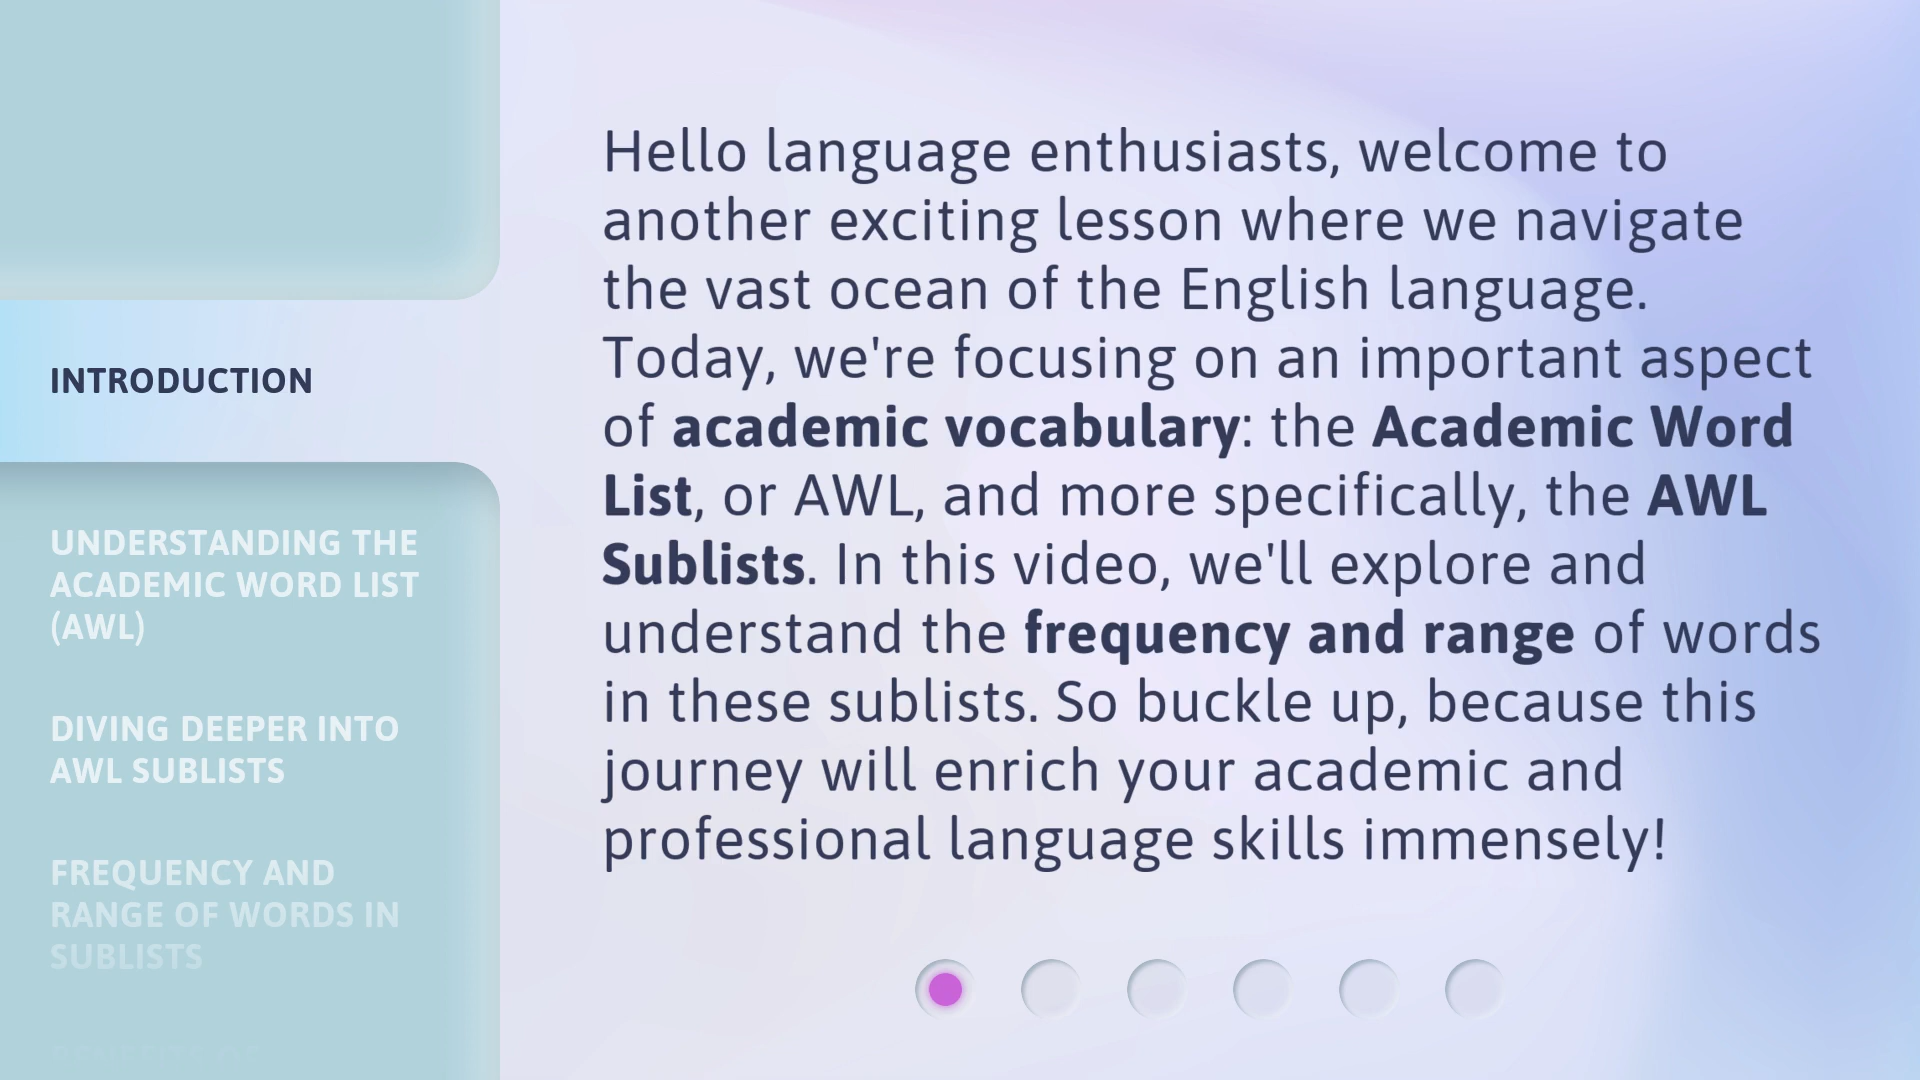 INTRODUCTION
UNDERSTANDING THE
ACADEMIC WORD LIST
(AWL)
DIVING DEEPER INTO
AWL SUBLISTS
FREQUENCY AND
RANGE OF WORDS IN
SUBLISTS
BENEFITS OF
Hello language enthusiasts, welcome to
another exciting lesson where we navigate
the vast ocean of the English language.
Today, we're focusing on an important aspect
of academic vocabulary: the Academic Word
List, or AWL, and more specifically, the AWL
Sublists. In this video, we'll explore and
understand the frequency and range of words
in these sublists. So buckle up, because this
journey will enrich your academic and
professional language skills immensely!